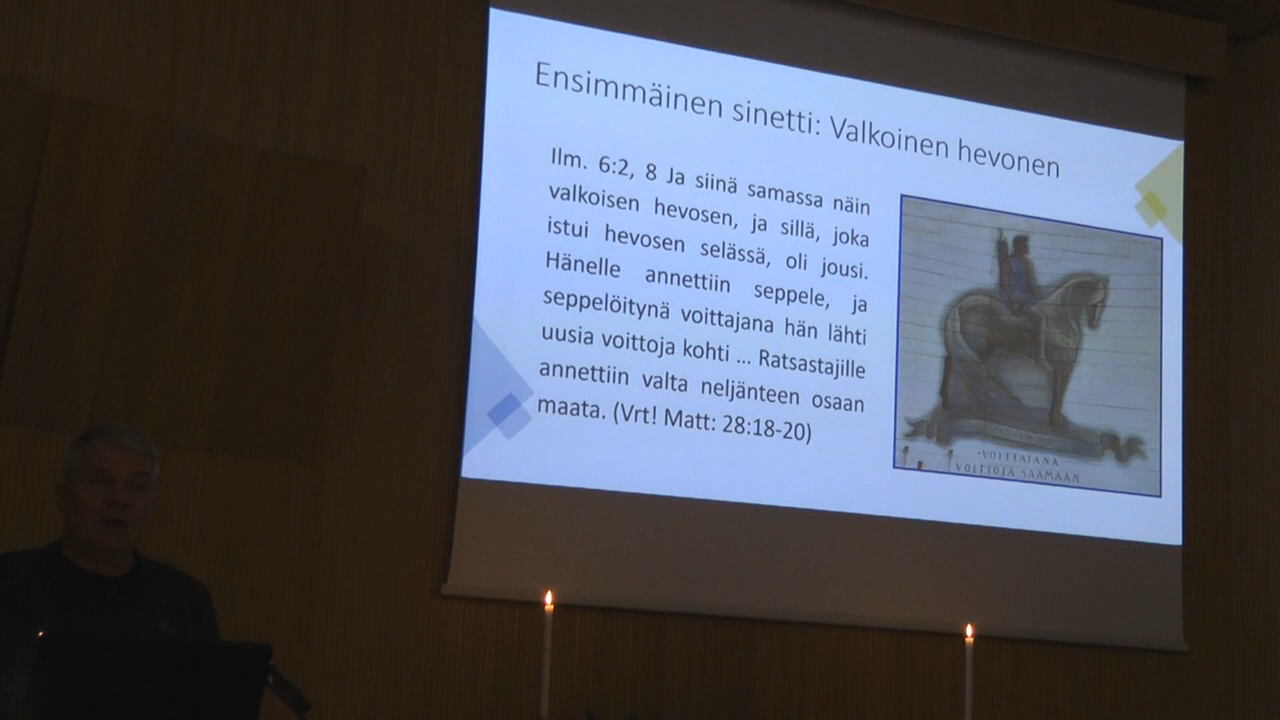 Ensimmäinen sinetti: Valkoinen hevonen
Ilm. 6:2, 8 Ja siinä samassa näin
valkoisen hevosen, ja sillä, joka
istui hevosen selässä, oli jousi.
Hänelle annettiin seppele, ja
seppelöitynä voittajana hän lähti
uusia voittoja kohti ... Ratsastajille
annettiin valta neljänteen osaan
maata. (Vrt! Matt: 28:18-20)
·VOITTAJANA
VOITTOJA SAAMAAN